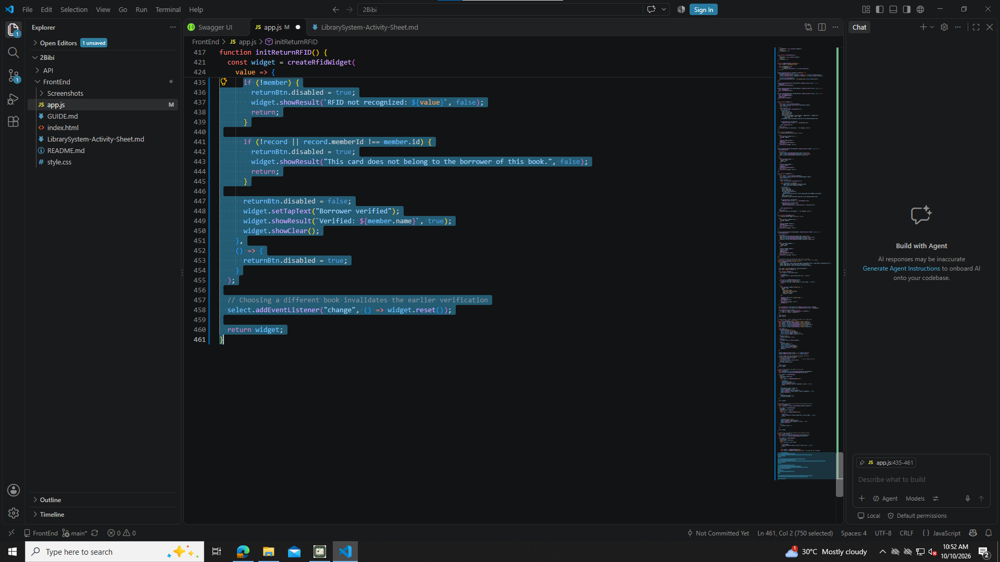 File Edit Selection View Go Run Terminal Help
2Bibi
Sign In
Explorer
Open Editors 1 unsaved
2Bibi
API
FrontEnd
Screenshots
JS app.js M
GUIDE.md
index.html
LibrarySystem-Activity-Sheet.md
README.md
style.css
Outline
Timeline
Swagger UI
JS app.js M
LibrarySystem-Activity-Sheet.md
FrontEnd > JS app.js > initReturnRFID
417 function initReturnRFID() {
421 const widget = createRfidWidget(
424 value => {
435 if (!member) {
436 returnBtn.disabled = true;
437 widget.showResult(`RFID not recognized: ${value}`, false);
438 return;
439 }
440
441 if (!record || record.memberId !== member.id) {
442 returnBtn.disabled = true;
443 widget.showResult("This card does not belong to the borrower of this book.", false);
444 return;
445 }
446
447 returnBtn.disabled = false;
448 widget.setTapText("Borrower verified");
449 widget.showResult(`Verified: ${member.name}`, true);
450 widget.showClear();
451 },
452 () => {
453 returnBtn.disabled = true;
454 }
455 );
456
457 // Choosing a different book invalidates the earlier verification
458 select.addEventListener("change", () => widget.reset());
459
460 return widget;
461 }
Chat
Build with Agent
AI responses may be inaccurate
Generate Agent Instructions to onboard AI
onto your codebase.
JS app.js:435-461
Describe what to build
Agent Models
Local Default permissions
FrontEnd main* 0 0
Not Committed Yet Ln 461, Col 2 (750 selected) Spaces: 4 UTF-8 CRLF {} JavaScript
Type here to search
1 30°C Mostly cloudy
10:52 AM
10/10/2026
2